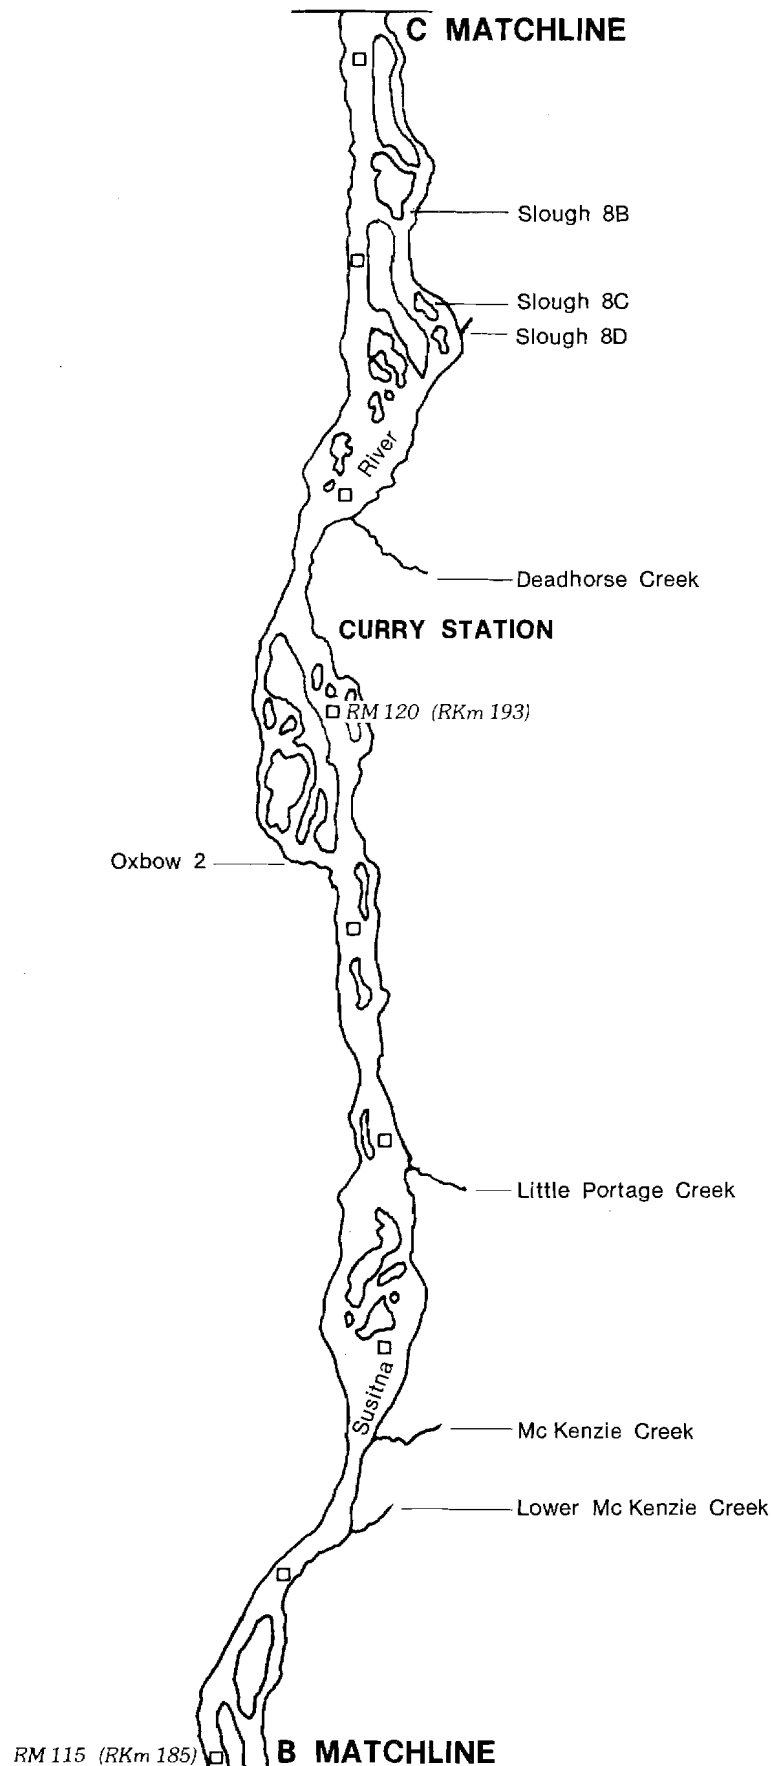 C MATCHLINE
Slough 8B
Slough 8C
Slough 8D
River
Deadhorse Creek
CURRY STATION
RM 120 (RKm 193)
Oxbow 2
Little Portage Creek
Susitna
Mc Kenzie Creek
Lower Mc Kenzie Creek
RM 115 (RKm 185)
B MATCHLINE